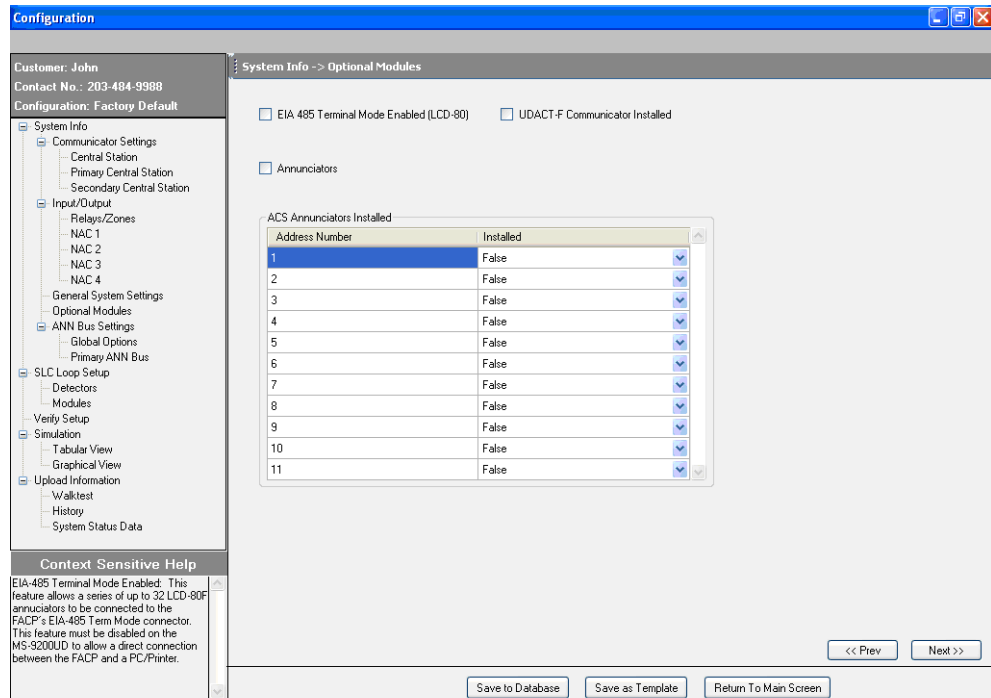 Configuration
Customer: John
Contact No.: 203-484-9988
Configuration: Factory Default
System Info
Communicator Settings
Central Station
Primary Central Station
Secondary Central Station
Input/Output
Relays/Zones
NAC 1
NAC 2
NAC 3
NAC 4
General System Settings
Optional Modules
ANN Bus Settings
Global Options
Primary ANN Bus
SLC Loop Setup
Detectors
Modules
Verify Setup
Simulation
Tabular View
Graphical View
Upload Information
Walktest
History
System Status Data
Context Sensitive Help
EIA-485 Terminal Mode Enabled: This
feature allows a series of up to 32 LCD-80F
annuciators to be connected to the
FACP's EIA-485 Term Mode connector.
This feature must be disabled on the
MS-9200UD to allow a direct connection
between the FACP and a PC/Printer.
System Info -> Optional Modules
EIA 485 Terminal Mode Enabled (LCD-80)
UDACT-F Communicator Installed
Annunciators
ACS Annunciators Installed
Address Number Installed
1 False
2 False
3 False
4 False
5 False
6 False
7 False
8 False
9 False
10 False
11 False
<< Prev
Next >>
Save to Database
Save as Template
Return To Main Screen